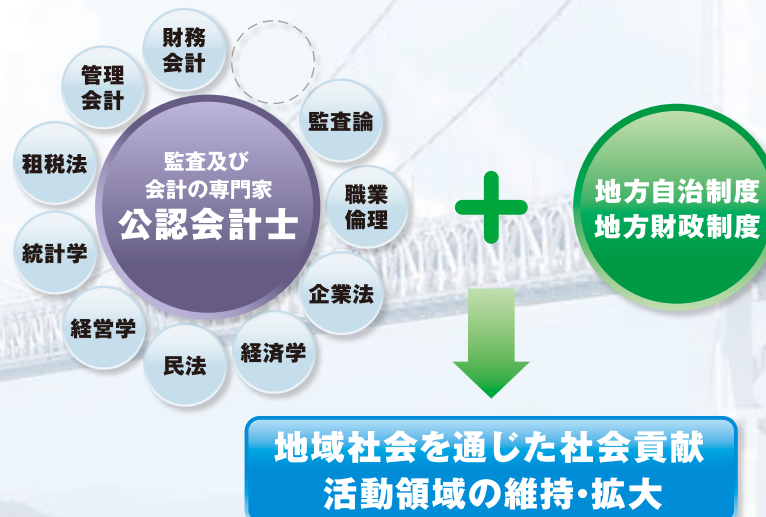 財務
会計
管理
会計
監査論
租税法
監査及び
会計の専門家
公認会計士
職業
倫理
地方自治制度
地方財政制度
統計学
企業法
経営学
経済学
民法
地域社会を通じた社会貢献
活動領域の維持・拡大